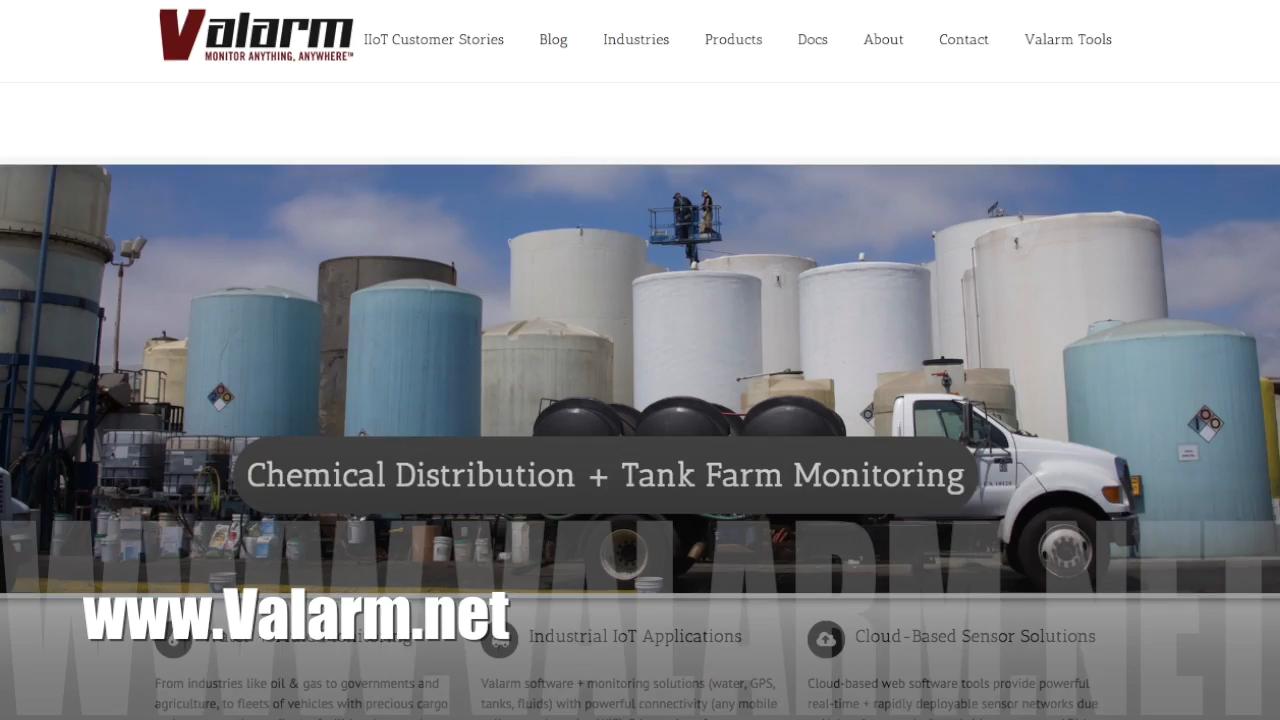 Valarm
MONITOR ANYTHING, ANYWHERE™
IIoT Customer Stories Blog Industries Products Docs About Contact Valarm Tools
Chemical Distribution + Tank Farm Monitoring
WWW.VALARM.NET
www.Valarm.net
Industrial IoT Applications
Cloud-Based Sensor Solutions
From industries like oil & gas to governments and
agriculture, to fleets of vehicles with precious cargo
Valarm software + monitoring solutions (water, GPS,
tanks, fluids) with powerful connectivity (any mobile
Cloud-based web software tools provide powerful
real-time + rapidly deployable sensor networks due